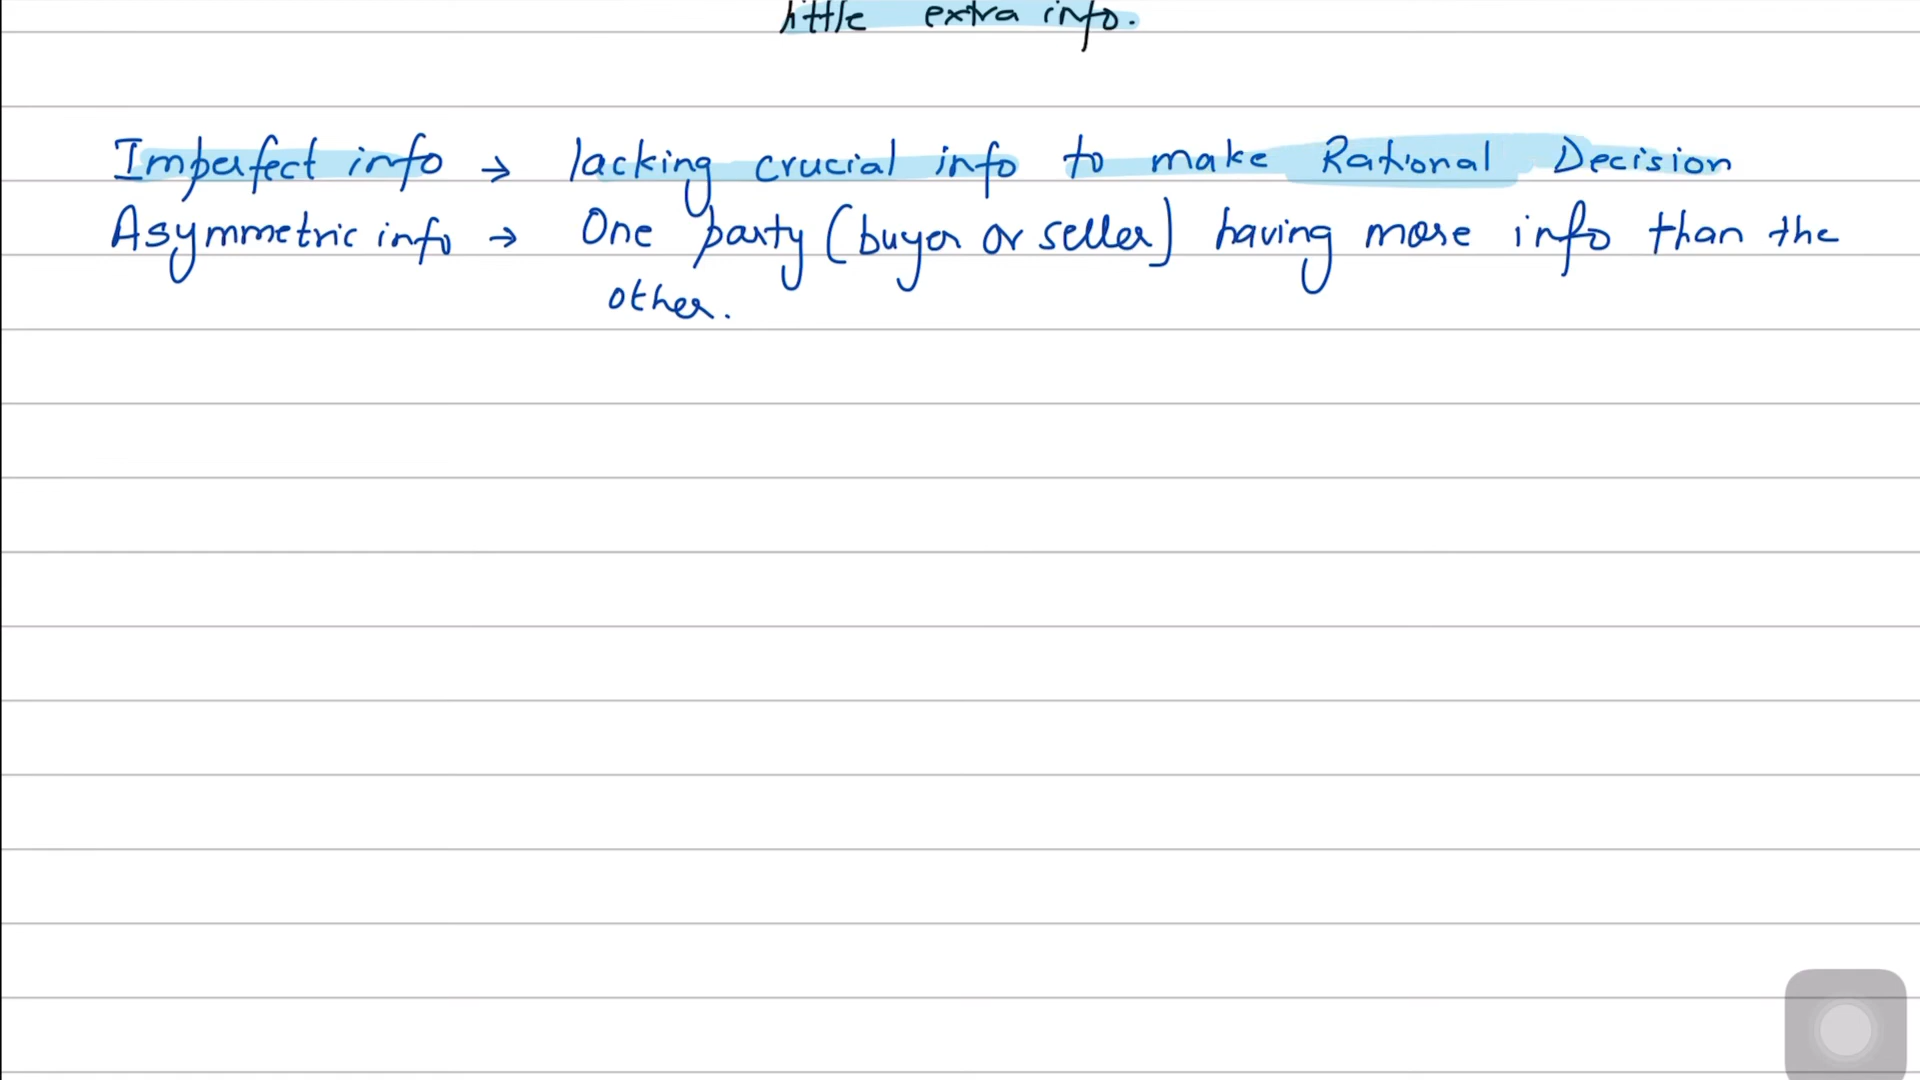 little extra info.
Imperfect info → lacking crucial info to make Rational Decision
Asymmetric info → One party (buyer or seller) having more info than the
other.